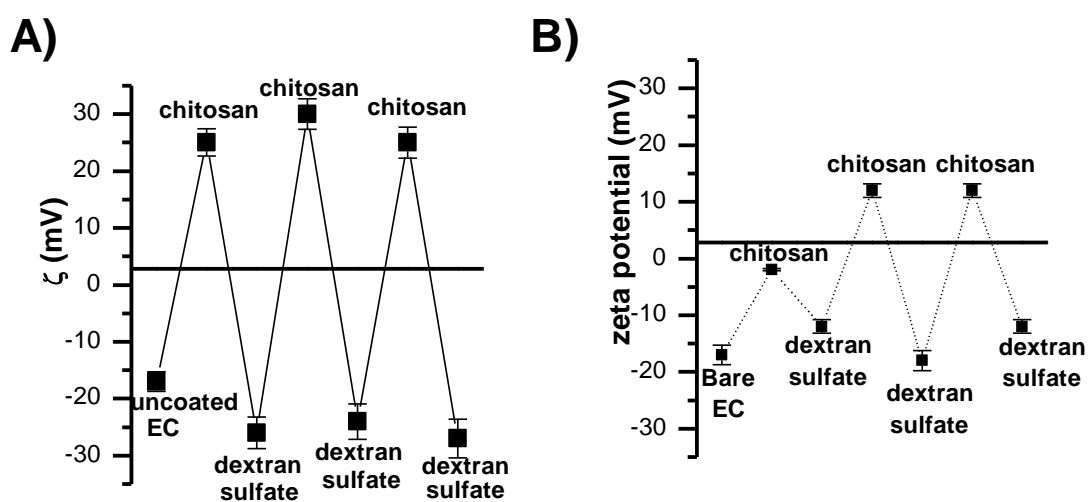 A)
ζ (mV)
30
20
10
0
-10
-20
-30
chitosan
chitosan
chitosan
uncoated
EC
dextran
sulfate
dextran
sulfate
dextran
sulfate
B)
zeta potential (mV)
30
20
10
0
-10
-20
-30
chitosan
chitosan
chitosan
Bare
EC
dextran
sulfate
dextran
sulfate
dextran
sulfate